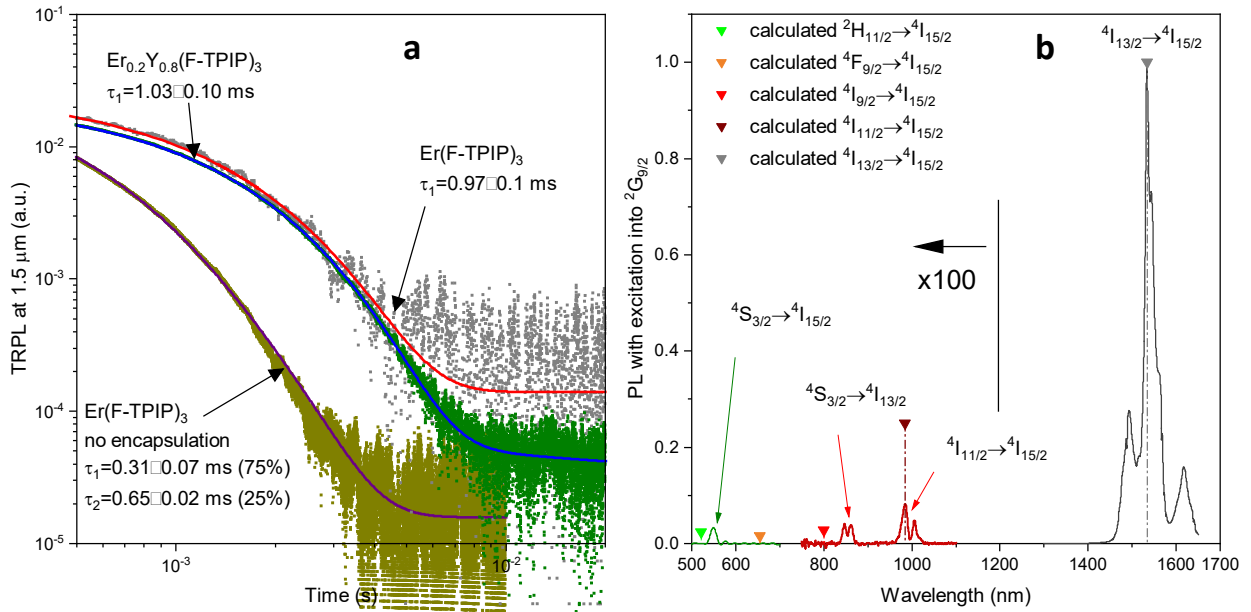 a
Er0.2Y0.8(F-TPIP)3
τ1=1.03□0.10 ms
Er(F-TPIP)3
τ1=0.97□0.1 ms
Er(F-TPIP)3
no encapsulation
τ1=0.31□0.07 ms (75%)
τ2=0.65□0.02 ms (25%)
TRPL at 1.5 μm (a.u.)
10-1
10-2
10-3
10-4
10-5
10-3
10-2
Time (s)
b
calculated 2H11/2→4I15/2
calculated 4F9/2→4I15/2
calculated 4I9/2→4I15/2
calculated 4I11/2→4I15/2
calculated 4I13/2→4I15/2
4I13/2→4I15/2
x100
4S3/2→4I15/2
4S3/2→4I13/2
4I11/2→4I15/2
PL with excitation into 2G9/2
1.0
0.8
0.6
0.4
0.2
0.0
500 600 700 800 900 1000 1100 1200 1300 1400 1500 1600 1700
Wavelength (nm)